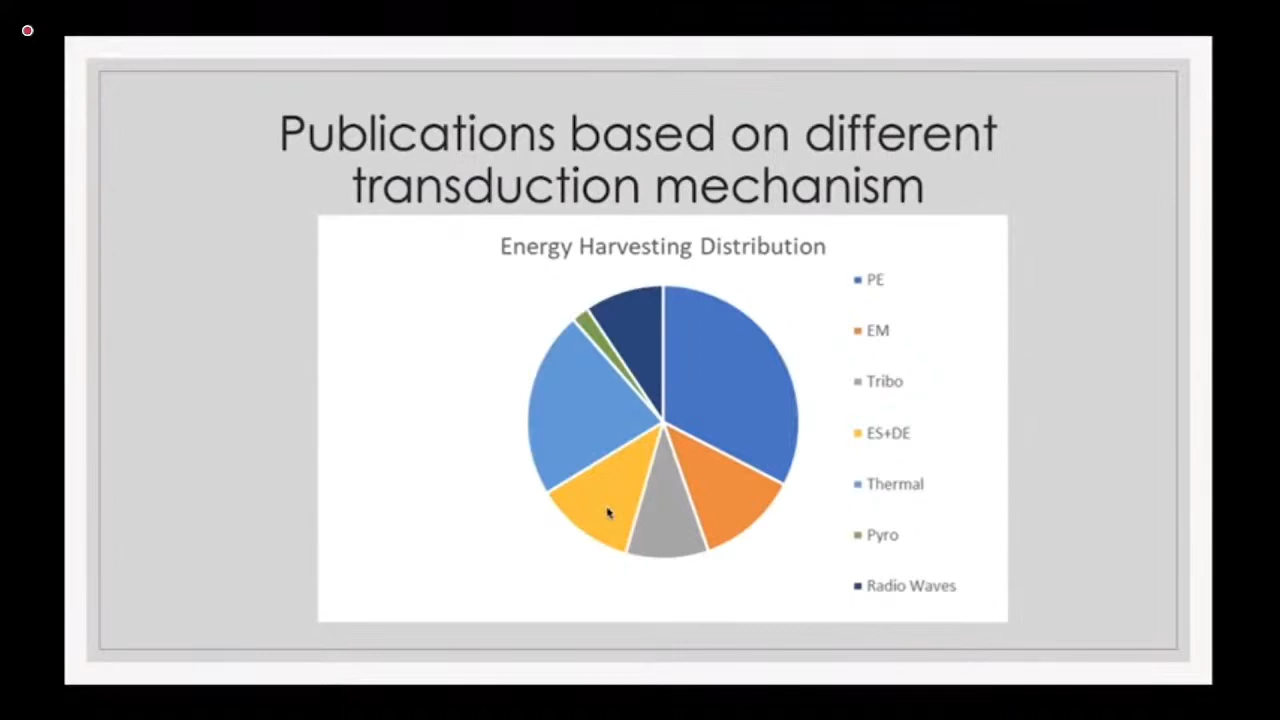 Publications based on different
transduction mechanism
Energy Harvesting Distribution
PE
EM
Tribo
ES+DE
Thermal
Pyro
Radio Waves